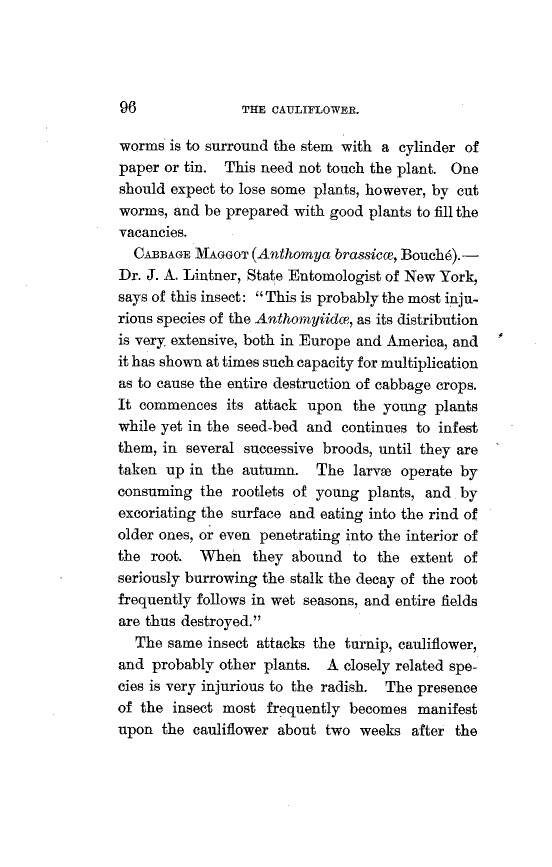 96 THE CAULIFLOWER.
worms is to surround the stem with a cylinder of
paper or tin. This need not touch the plant. One
should expect to lose some plants, however, by cut
worms, and be prepared with good plants to fill the
vacancies.
CABBAGE MAGGOT (Anthomya brassicæ, Bouché).—
Dr. J. A. Lintner, State Entomologist of New York,
says of this insect: "This is probably the most inju-
rious species of the Anthomyiidæ, as its distribution
is very extensive, both in Europe and America, and
it has shown at times such capacity for multiplication
as to cause the entire destruction of cabbage crops.
It commences its attack upon the young plants
while yet in the seed-bed and continues to infest
them, in several successive broods, until they are
taken up in the autumn. The larvæ operate by
consuming the rootlets of young plants, and by
excoriating the surface and eating into the rind of
older ones, or even penetrating into the interior of
the root. When they abound to the extent of
seriously burrowing the stalk the decay of the root
frequently follows in wet seasons, and entire fields
are thus destroyed."
The same insect attacks the turnip, cauliflower,
and probably other plants. A closely related spe-
cies is very injurious to the radish. The presence
of the insect most frequently becomes manifest
upon the cauliflower about two weeks after the